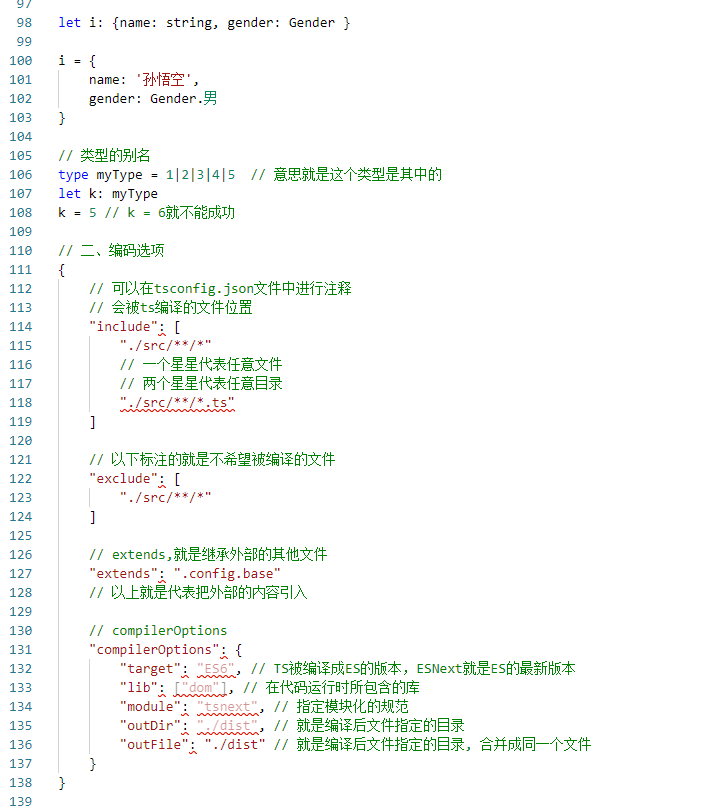 97
98 let i: {name: string, gender: Gender }
99
100 i = {
101 name: '孙悟空',
102 gender: Gender.男
103 }
104
105 // 类型的别名
106 type myType = 1|2|3|4|5 // 意思就是这个类型是其中的
107 let k: myType
108 k = 5 // k = 6就不能成功
109
110 // 二、编码选项
111 {
112 // 可以在tsconfig.json文件中进行注释
113 // 会被ts编译的文件位置
114 "include": [
115 "./src/**/*"
116 // 一个星星代表任意文件
117 // 两个星星代表任意目录
118 "./src/**/*.ts"
119 ]
120
121 // 以下标注的就是不希望被编译的文件
122 "exclude": [
123 "./src/**/*"
124 ]
125
126 // extends,就是继承外部的其他文件
127 "extends": ".config.base"
128 // 以上就是代表把外部的内容引入
129
130 // compilerOptions
131 "compilerOptions": {
132 "target": "ES6", // TS被编译成ES的版本，ESNext就是ES的最新版本
133 "lib": ["dom"], // 在代码运行时所包含的库
134 "module": "tsnext", // 指定模块化的规范
135 "outDir": "./dist", // 就是编译后文件指定的目录
136 "outFile": "./dist" // 就是编译后文件指定的目录, 合并成同一个文件
137 }
138 }
139